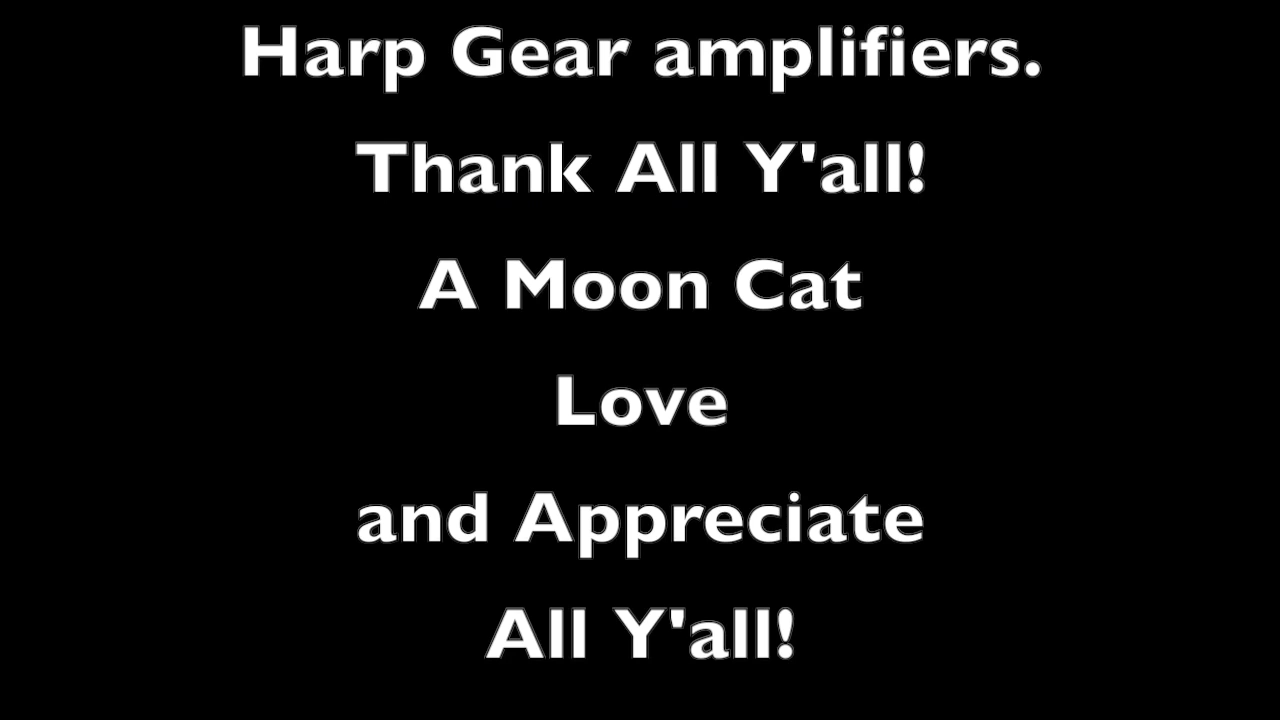 Harp Gear amplifiers.
Thank All Y'all!
A Moon Cat
Love
and Appreciate
All Y'all!